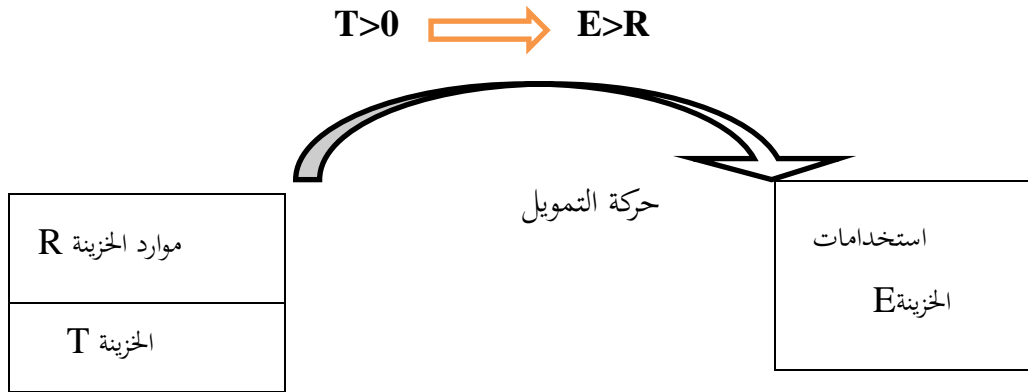 T>0 E>R
حركة التمويل
موارد الخزينة R
الخزينة T
استخدامات
الخزينةE